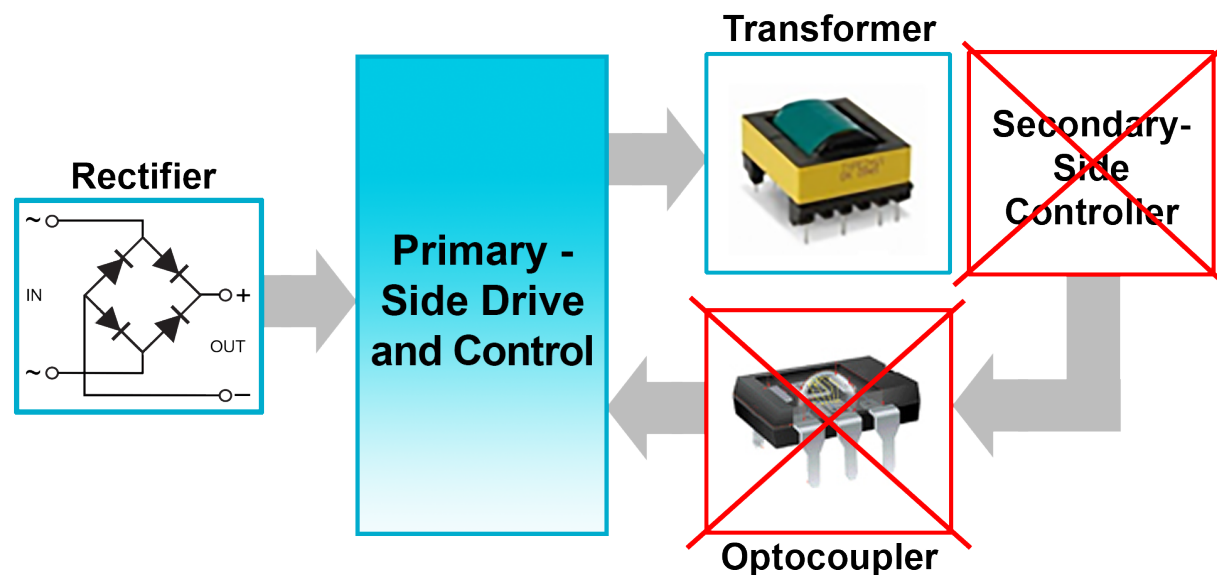 Transformer
Secondary-
Side
Controller
Rectifier
~
IN
+
OUT
~
−
Primary -
Side Drive
and Control
Optocoupler